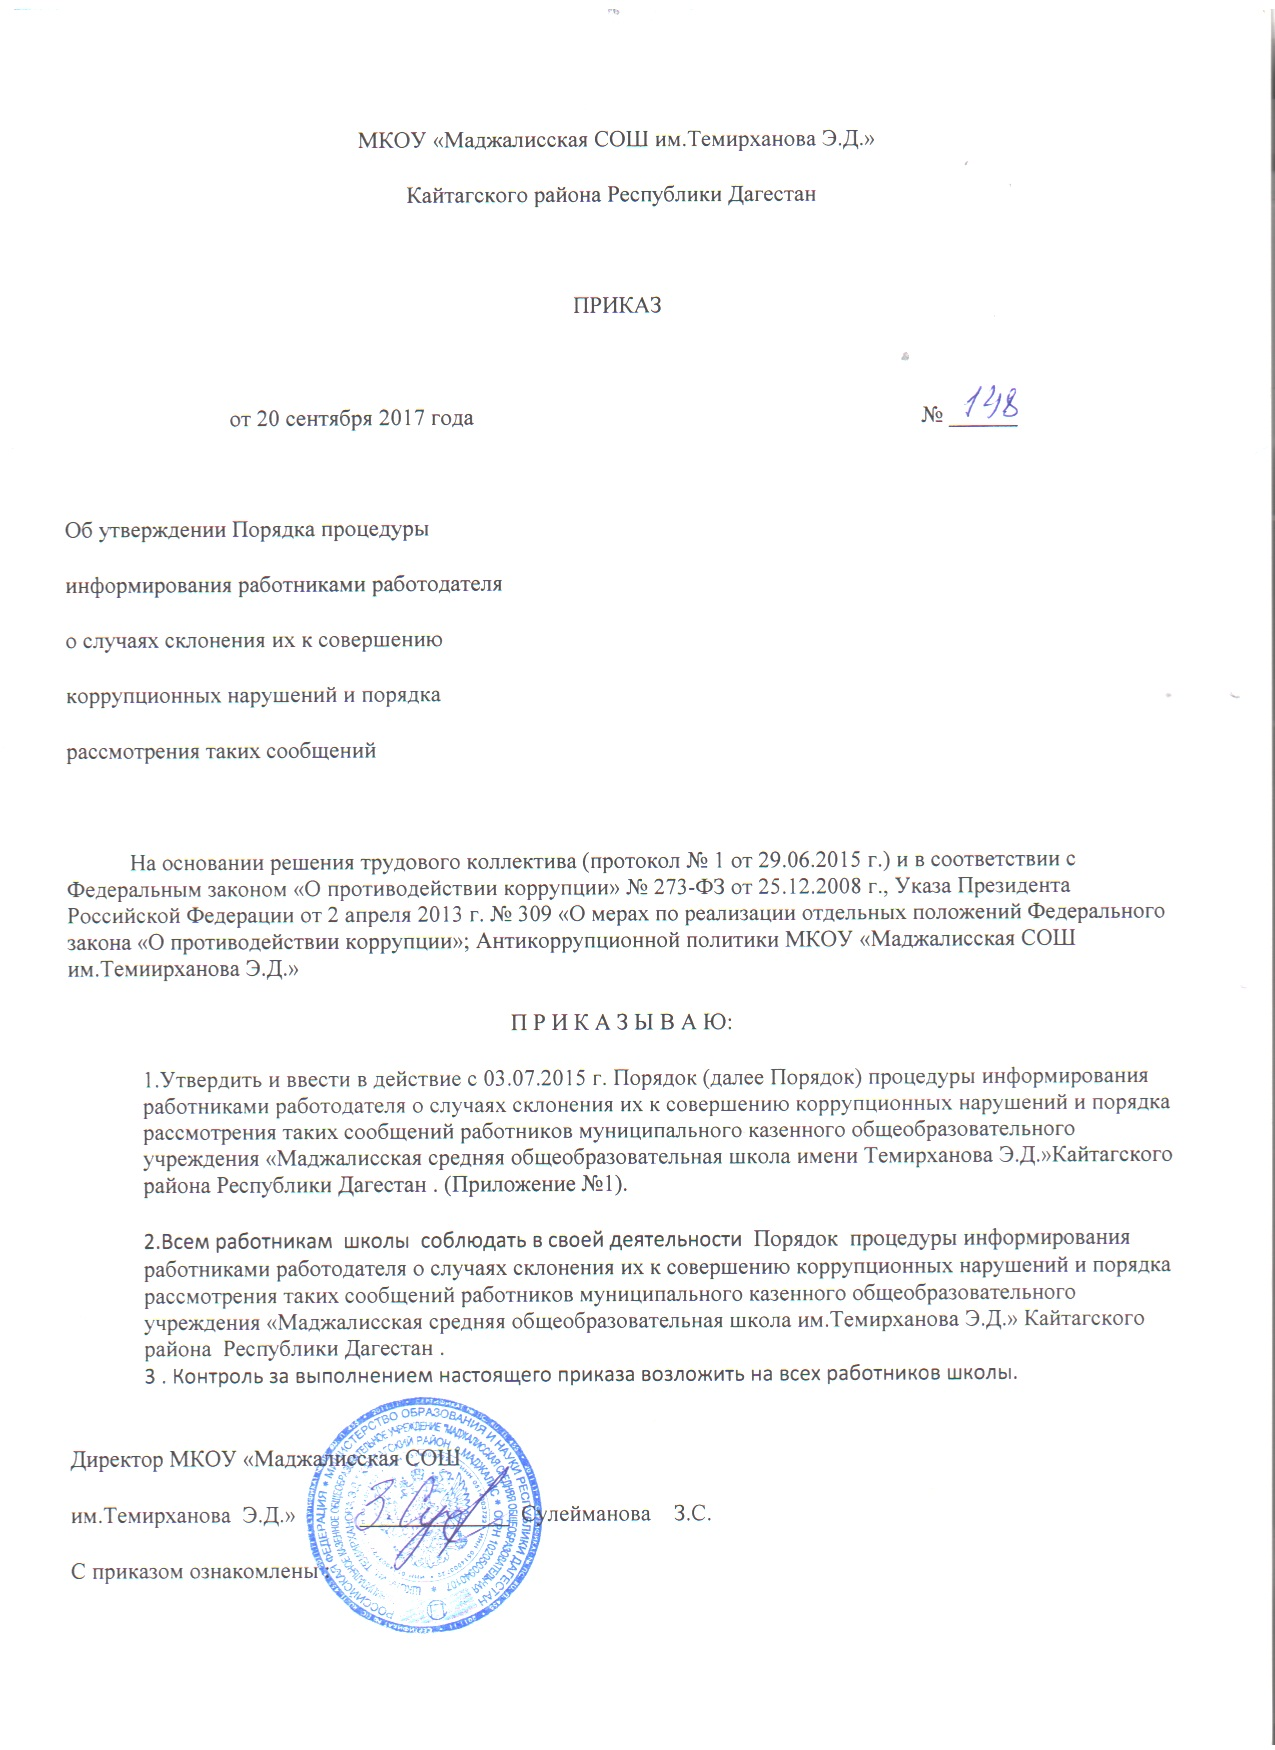 МКОУ «Маджалисская СОШ им.Темирханова Э.Д.»
Кайтагского района Республики Дагестан
ПРИКАЗ
от 20 сентября 2017 года № 198
Об утверждении Порядка процедуры
информирования работниками работодателя
о случаях склонения их к совершению
коррупционных нарушений и порядка
рассмотрения таких сообщений
На основании решения трудового коллектива (протокол № 1 от 29.06.2015 г.) и в соответствии с
Федеральным законом «О противодействии коррупции» № 273-ФЗ от 25.12.2008 г., Указа Президента
Российской Федерации от 2 апреля 2013 г. № 309 «О мерах по реализации отдельных положений Федерального
закона «О противодействии коррупции»; Антикоррупционной политики МКОУ «Маджалисская СОШ
им.Темиирханова Э.Д.»
П Р И К А З Ы В А Ю:
1.Утвердить и ввести в действие с 03.07.2015 г. Порядок (далее Порядок) процедуры информирования
работниками работодателя о случаях склонения их к совершению коррупционных нарушений и порядка
рассмотрения таких сообщений работников муниципального казенного общеобразовательного
учреждения «Маджалисская средняя общеобразовательная школа имени Темирханова Э.Д.»Кайтагского
района Республики Дагестан . (Приложение №1).
2.Всем работникам школы соблюдать в своей деятельности Порядок процедуры информирования
работниками работодателя о случаях склонения их к совершению коррупционных нарушений и порядка
рассмотрения таких сообщений работников муниципального казенного общеобразовательного
учреждения «Маджалисская средняя общеобразовательная школа им.Темирханова Э.Д.» Кайтагского
района Республики Дагестан .
3 . Контроль за выполнением настоящего приказа возложить на всех работников школы.
Директор МКОУ «Маджалисская СОШ
им.Темирханова Э.Д.» Сулейманова З.С.
С приказом ознакомлены :
РОССИЙСКАЯ ФЕДЕРАЦИЯ * МИНИСТЕРСТВО ОБРАЗОВАНИЯ И НАУКИ РЕСПУБЛИКИ ДАГЕСТАН